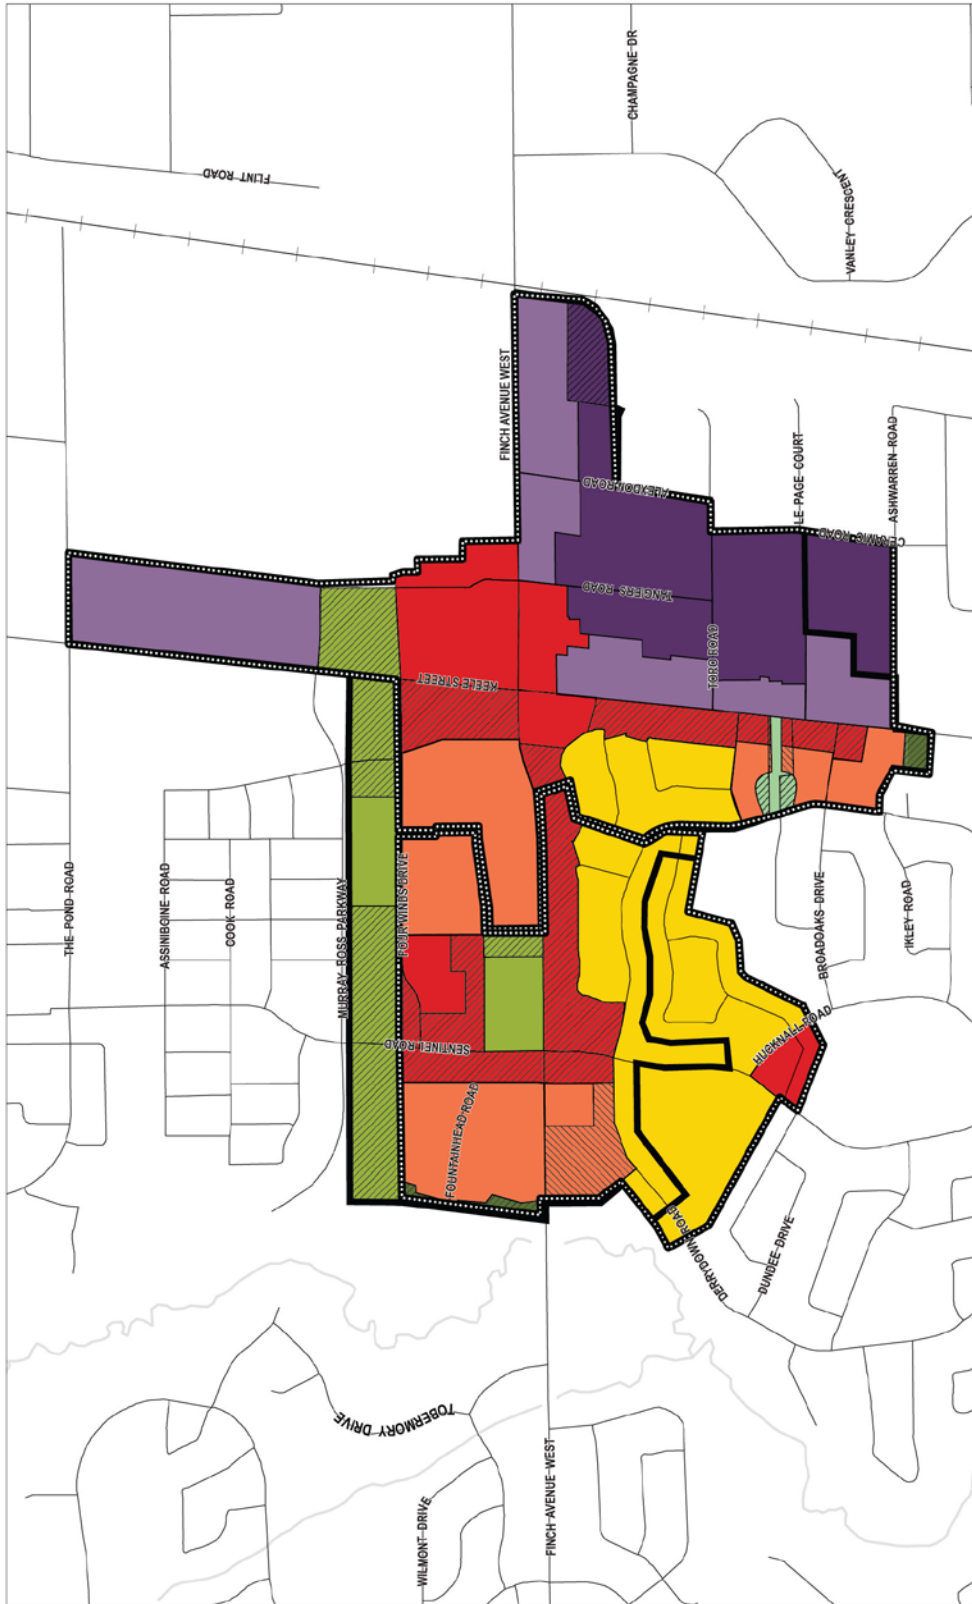 CHAMPAGNE DR
FLINT ROAD
VANLEY CRESCENT
FINCH AVENUE WEST
LE PAGE COURT
ASHWARREN ROAD
ALEXDON ROAD
CERAMIC ROAD
TANGIERS ROAD
TORO ROAD
KEELE STREET
THE POND ROAD
ASSINIBOINE ROAD
COOK ROAD
MURRAY ROSS PARKWAY
FOUR WINDS DRIVE
BROADOAKS DRIVE
IKLEY ROAD
SENTINEL ROAD
HUCKNALL ROAD
FOUNTAINHEAD ROAD
DERRYDOWN ROAD
DUNDEE DRIVE
TOBERMORY DRIVE
WILMONT DRIVE
FINCH AVENUE WEST